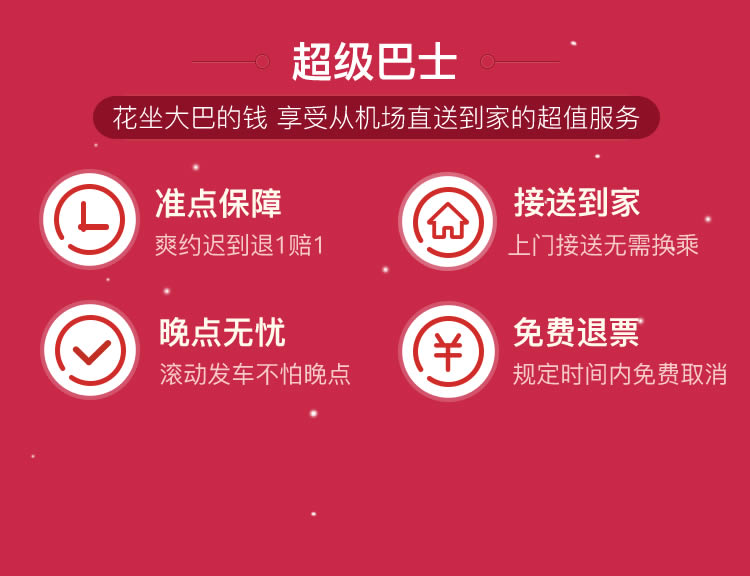 超级巴士
花坐大巴的钱 享受从机场直送到家的超值服务
准点保障
爽约迟到退1赔1
接送到家
上门接送无需换乘
晚点无忧
滚动发车不怕晚点
免费退票
规定时间内免费取消